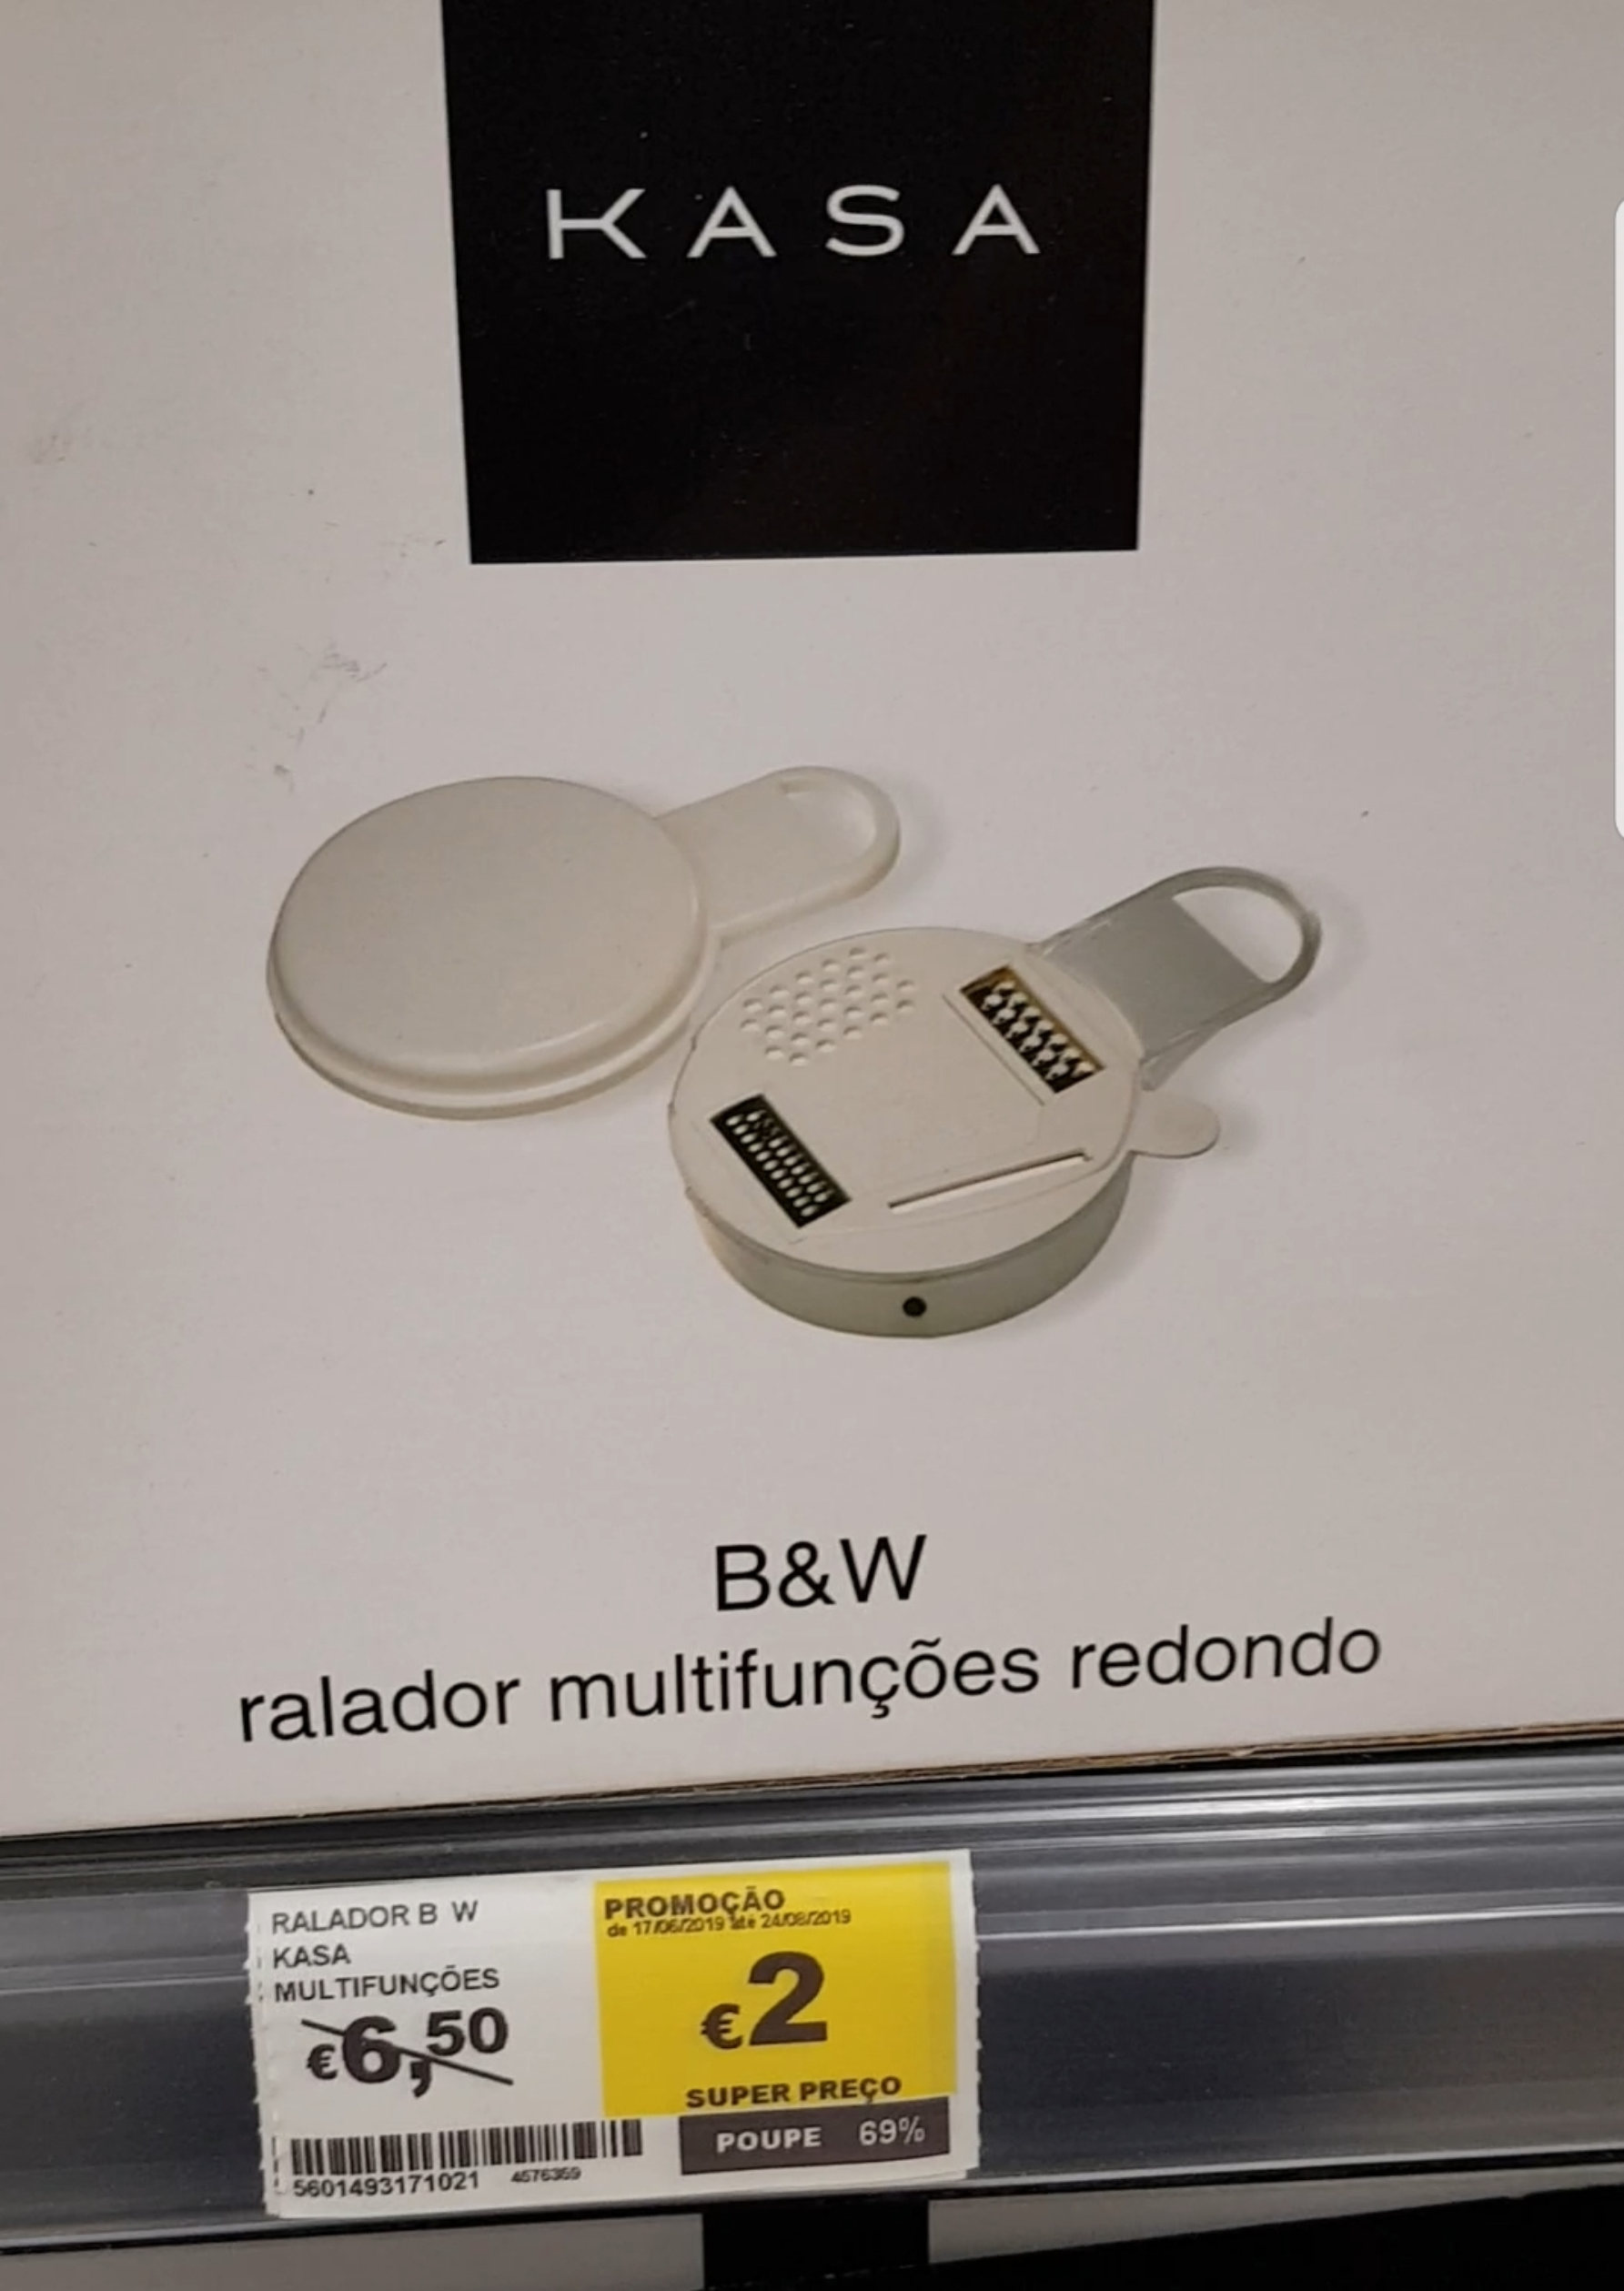 KASA
B&W
ralador multifunções redondo
RALADOR B W
KASA
MULTIFUNÇÕES
€6,50
PROMOÇÃO
de 17/06/2019 até 24/06/2019
€2
SUPER PREÇO
POUPE 69%
5601493171021 4576369